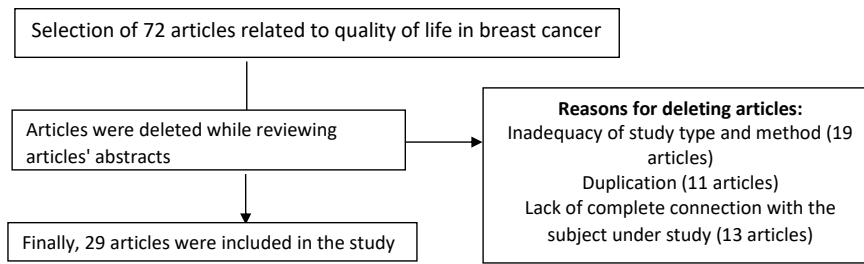 Selection of 72 articles related to quality of life in breast cancer
Articles were deleted while reviewing
articles' abstracts
Finally, 29 articles were included in the study
Reasons for deleting articles:
Inadequacy of study type and method (19
articles)
Duplication (11 articles)
Lack of complete connection with the
subject under study (13 articles)